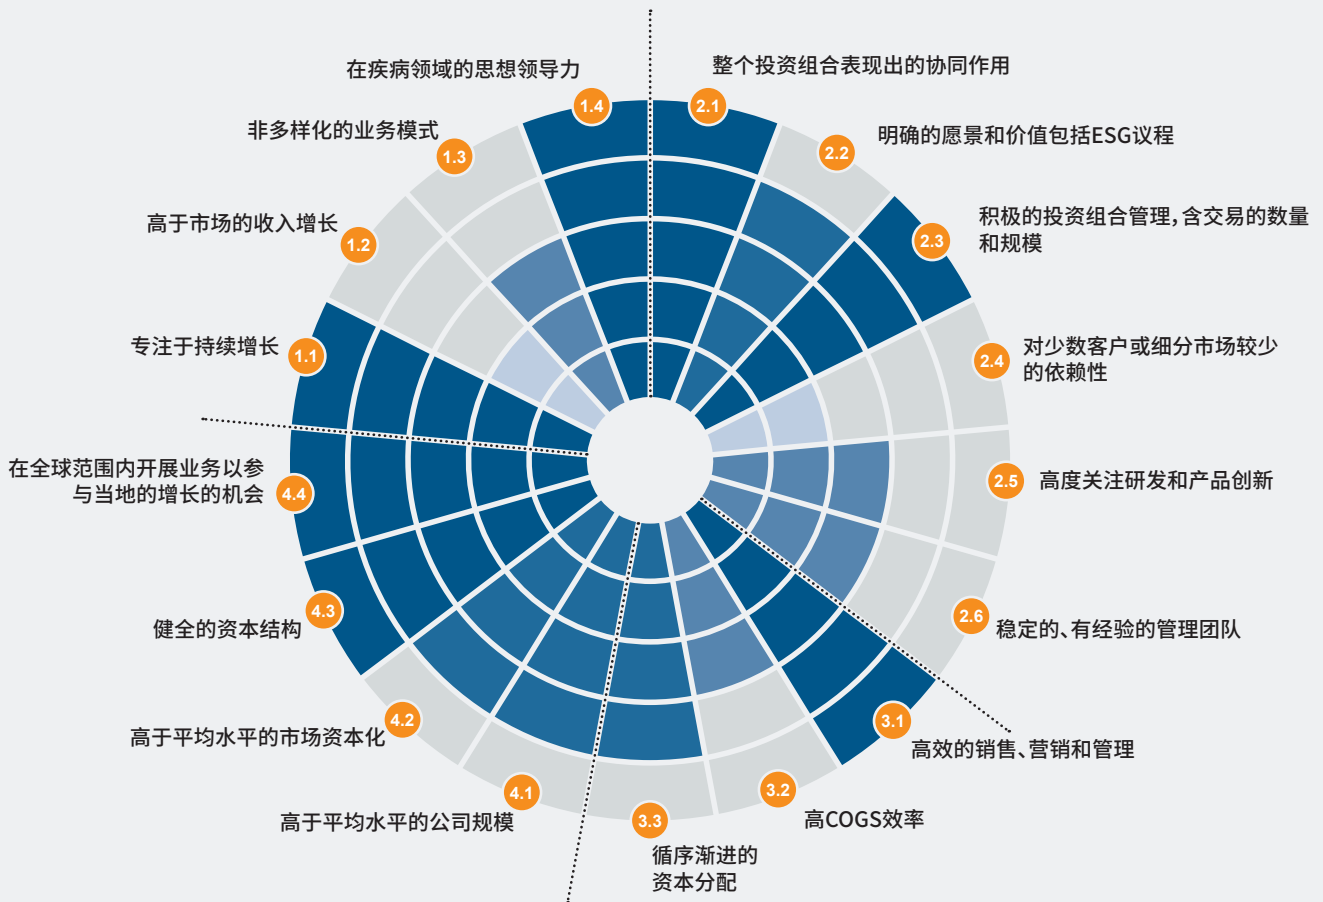 在疾病领域的思想领导力
1.4
2.1
整个投资组合表现出的协同作用
非多样化的业务模式
1.3
2.2
明确的愿景和价值包括ESG议程
高于市场的收入增长
1.2
2.3
积极的投资组合管理,含交易的数量
和规模
专注于持续增长
1.1
2.4
对少数客户或细分市场较少
的依赖性
在全球范围内开展业务以参
与当地的增长的机会
4.4
2.5
高度关注研发和产品创新
健全的资本结构
4.3
2.6
稳定的、有经验的管理团队
高于平均水平的市场资本化
4.2
3.1
高效的销售、营销和管理
高于平均水平的公司规模
4.1
3.2
高COGS效率
3.3
循序渐进的
资本分配